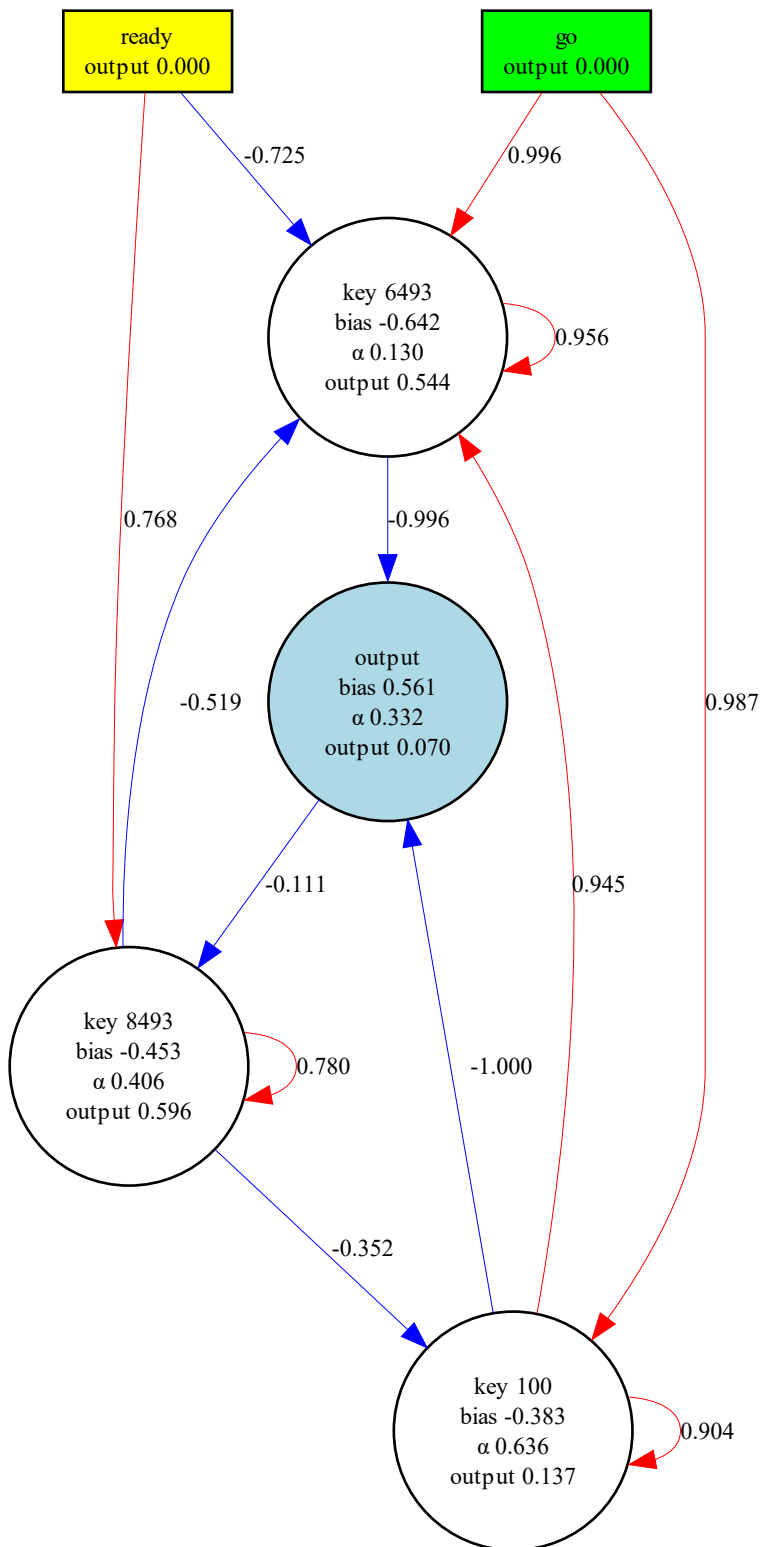 ready
output 0.000
go
output 0.000
-0.725
0.996
key 6493
bias -0.642
α 0.130
output 0.544
0.956
0.768
-0.996
-0.519
output
bias 0.561
α 0.332
output 0.070
0.987
-0.111
0.945
key 8493
bias -0.453
α 0.406
output 0.596
0.780
-1.000
-0.352
key 100
bias -0.383
α 0.636
output 0.137
0.904